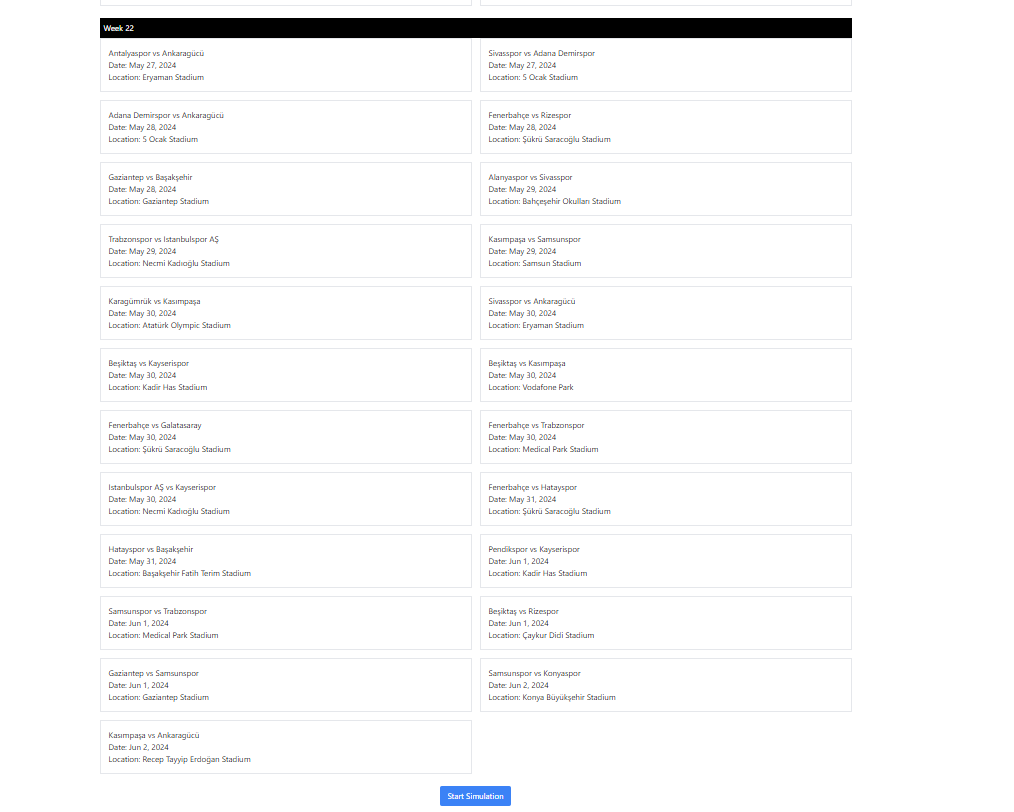 Week 22
Antalyaspor vs Ankaragücü
Date: May 27, 2024
Location: Eryaman Stadium
Sivasspor vs Adana Demirspor
Date: May 27, 2024
Location: 5 Ocak Stadium
Adana Demirspor vs Ankaragücü
Date: May 28, 2024
Location: 5 Ocak Stadium
Fenerbahçe vs Rizespor
Date: May 28, 2024
Location: Şükrü Saracoğlu Stadium
Gaziantep vs Başakşehir
Date: May 28, 2024
Location: Gaziantep Stadium
Alanyaspor vs Sivasspor
Date: May 29, 2024
Location: Bahçeşehir Okulları Stadium
Trabzonspor vs Istanbulspor AŞ
Date: May 29, 2024
Location: Necmi Kadıoğlu Stadium
Kasımpaşa vs Samsunspor
Date: May 29, 2024
Location: Samsun Stadium
Karagümrük vs Kasımpaşa
Date: May 30, 2024
Location: Atatürk Olympic Stadium
Sivasspor vs Ankaragücü
Date: May 30, 2024
Location: Eryaman Stadium
Beşiktaş vs Kayserispor
Date: May 30, 2024
Location: Kadir Has Stadium
Beşiktaş vs Kasımpaşa
Date: May 30, 2024
Location: Vodafone Park
Fenerbahçe vs Galatasaray
Date: May 30, 2024
Location: Şükrü Saracoğlu Stadium
Fenerbahçe vs Trabzonspor
Date: May 30, 2024
Location: Medical Park Stadium
Istanbulspor AŞ vs Kayserispor
Date: May 30, 2024
Location: Necmi Kadıoğlu Stadium
Fenerbahçe vs Hatayspor
Date: May 31, 2024
Location: Şükrü Saracoğlu Stadium
Hatayspor vs Başakşehir
Date: May 31, 2024
Location: Başakşehir Fatih Terim Stadium
Pendikspor vs Kayserispor
Date: Jun 1, 2024
Location: Kadir Has Stadium
Samsunspor vs Trabzonspor
Date: Jun 1, 2024
Location: Medical Park Stadium
Beşiktaş vs Rizespor
Date: Jun 1, 2024
Location: Çaykur Didi Stadium
Gaziantep vs Samsunspor
Date: Jun 1, 2024
Location: Gaziantep Stadium
Samsunspor vs Konyaspor
Date: Jun 2, 2024
Location: Konya Büyükşehir Stadium
Kasımpaşa vs Ankaragücü
Date: Jun 2, 2024
Location: Recep Tayyip Erdoğan Stadium
Start Simulation